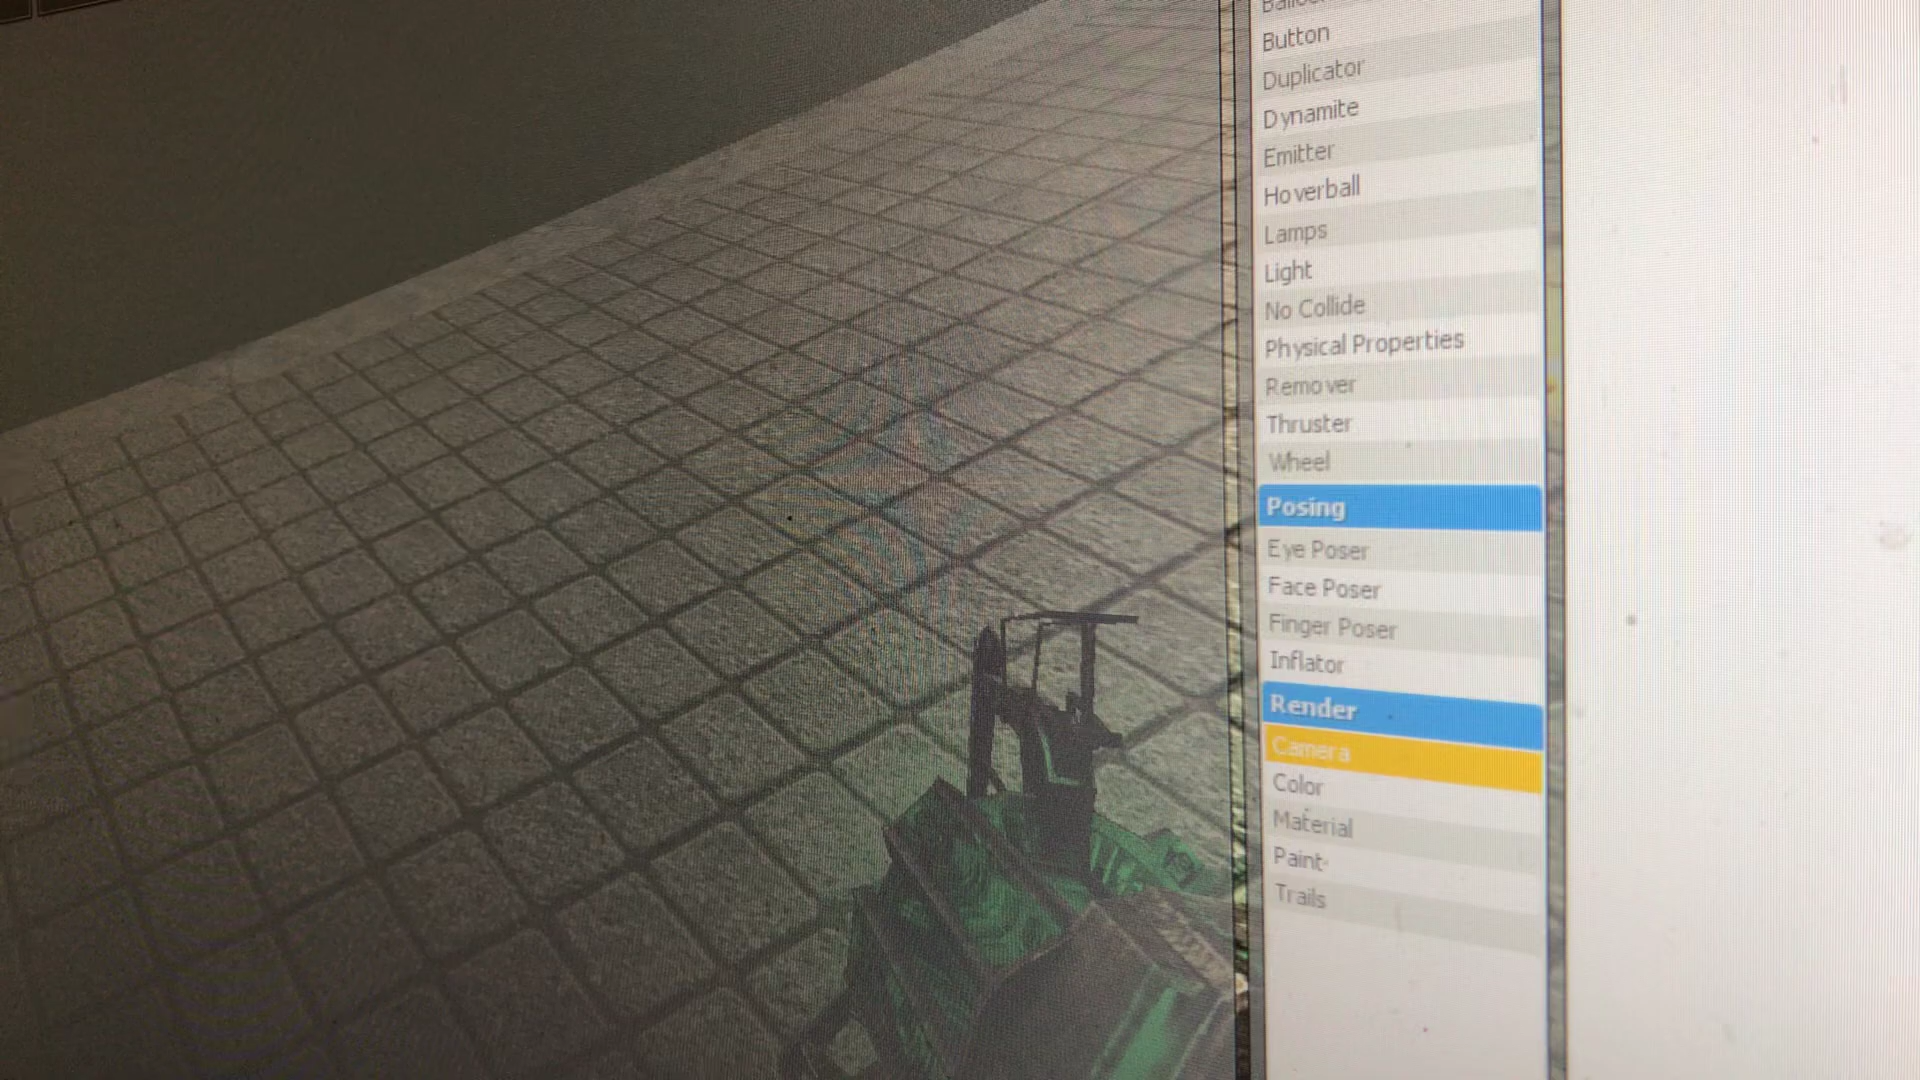 Button
Duplicator
Dynamite
Emitter
Hoverball
Lamps
Light
No Collide
Physical Properties
Remover
Thruster
Wheel
Posing
Eye Poser
Face Poser
Finger Poser
Inflator
Render
Camera
Color
Material
Paint
Trails